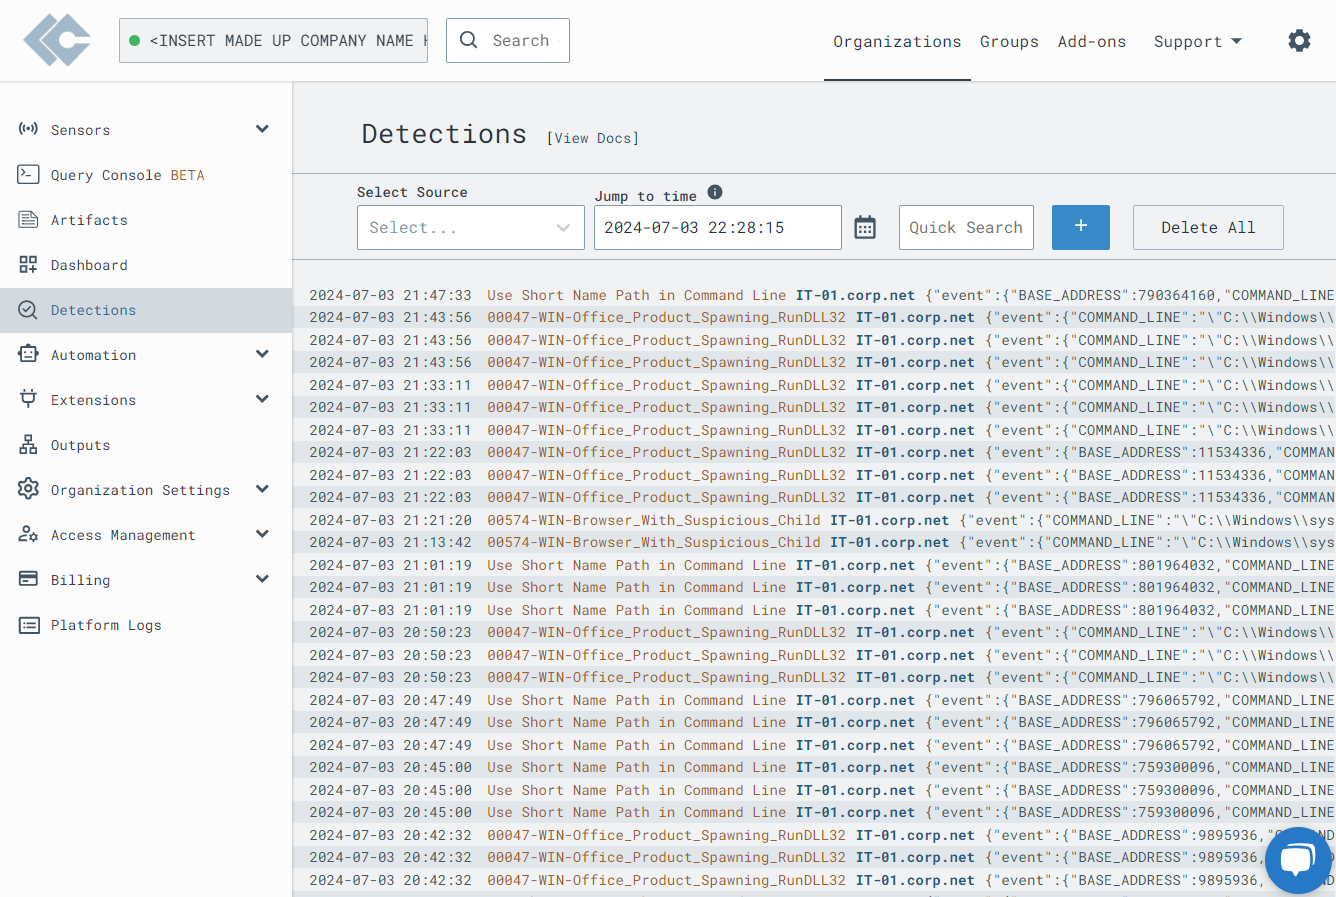 <INSERT MADE UP COMPANY NAME
Search
Organizations Groups Add-ons Support
Sensors
Query Console BETA
Artifacts
Dashboard
Detections
Automation
Extensions
Outputs
Organization Settings
Access Management
Billing
Platform Logs
Detections [View Docs]
Select Source
Jump to time
Select...
2024-07-03 22:28:15
Quick Search
+
Delete All
2024-07-03 21:47:33 Use Short Name Path in Command Line IT-01.corp.net {"event":{"BASE_ADDRESS":790364160,"COMMAND_LINE
2024-07-03 21:43:56 00047-WIN-Office_Product_Spawning_RunDLL32 IT-01.corp.net {"event":{"COMMAND_LINE":"\"C:\\Windows\\
2024-07-03 21:43:56 00047-WIN-Office_Product_Spawning_RunDLL32 IT-01.corp.net {"event":{"COMMAND_LINE":"\"C:\\Windows\\
2024-07-03 21:43:56 00047-WIN-Office_Product_Spawning_RunDLL32 IT-01.corp.net {"event":{"COMMAND_LINE":"\"C:\\Windows\\
2024-07-03 21:33:11 00047-WIN-Office_Product_Spawning_RunDLL32 IT-01.corp.net {"event":{"COMMAND_LINE":"\"C:\\Windows\\
2024-07-03 21:33:11 00047-WIN-Office_Product_Spawning_RunDLL32 IT-01.corp.net {"event":{"COMMAND_LINE":"\"C:\\Windows\\
2024-07-03 21:33:11 00047-WIN-Office_Product_Spawning_RunDLL32 IT-01.corp.net {"event":{"COMMAND_LINE":"\"C:\\Windows\\
2024-07-03 21:22:03 00047-WIN-Office_Product_Spawning_RunDLL32 IT-01.corp.net {"event":{"BASE_ADDRESS":11534336,"COMMAN
2024-07-03 21:22:03 00047-WIN-Office_Product_Spawning_RunDLL32 IT-01.corp.net {"event":{"BASE_ADDRESS":11534336,"COMMAN
2024-07-03 21:22:03 00047-WIN-Office_Product_Spawning_RunDLL32 IT-01.corp.net {"event":{"BASE_ADDRESS":11534336,"COMMAN
2024-07-03 21:21:20 00574-WIN-Browser_With_Suspicious_Child IT-01.corp.net {"event":{"COMMAND_LINE":"\"C:\\Windows\\sys
2024-07-03 21:13:42 00574-WIN-Browser_With_Suspicious_Child IT-01.corp.net {"event":{"COMMAND_LINE":"\"C:\\Windows\\sys
2024-07-03 21:01:19 Use Short Name Path in Command Line IT-01.corp.net {"event":{"BASE_ADDRESS":801964032,"COMMAND_LINE
2024-07-03 21:01:19 Use Short Name Path in Command Line IT-01.corp.net {"event":{"BASE_ADDRESS":801964032,"COMMAND_LINE
2024-07-03 21:01:19 Use Short Name Path in Command Line IT-01.corp.net {"event":{"BASE_ADDRESS":801964032,"COMMAND_LINE
2024-07-03 20:50:23 00047-WIN-Office_Product_Spawning_RunDLL32 IT-01.corp.net {"event":{"COMMAND_LINE":"\"C:\\Windows\\
2024-07-03 20:50:23 00047-WIN-Office_Product_Spawning_RunDLL32 IT-01.corp.net {"event":{"COMMAND_LINE":"\"C:\\Windows\\
2024-07-03 20:50:23 00047-WIN-Office_Product_Spawning_RunDLL32 IT-01.corp.net {"event":{"COMMAND_LINE":"\"C:\\Windows\\
2024-07-03 20:47:49 Use Short Name Path in Command Line IT-01.corp.net {"event":{"BASE_ADDRESS":796065792,"COMMAND_LINE
2024-07-03 20:47:49 Use Short Name Path in Command Line IT-01.corp.net {"event":{"BASE_ADDRESS":796065792,"COMMAND_LINE
2024-07-03 20:47:49 Use Short Name Path in Command Line IT-01.corp.net {"event":{"BASE_ADDRESS":796065792,"COMMAND_LINE
2024-07-03 20:45:00 Use Short Name Path in Command Line IT-01.corp.net {"event":{"BASE_ADDRESS":759300096,"COMMAND_LINE
2024-07-03 20:45:00 Use Short Name Path in Command Line IT-01.corp.net {"event":{"BASE_ADDRESS":759300096,"COMMAND_LINE
2024-07-03 20:45:00 Use Short Name Path in Command Line IT-01.corp.net {"event":{"BASE_ADDRESS":759300096,"COMMAND_LINE
2024-07-03 20:42:32 00047-WIN-Office_Product_Spawning_RunDLL32 IT-01.corp.net {"event":{"BASE_ADDRESS":9895936,"
2024-07-03 20:42:32 00047-WIN-Office_Product_Spawning_RunDLL32 IT-01.corp.net {"event":{"BASE_ADDRESS":9895936,
2024-07-03 20:42:32 00047-WIN-Office_Product_Spawning_RunDLL32 IT-01.corp.net {"event":{"BASE_ADDRESS":9895936,